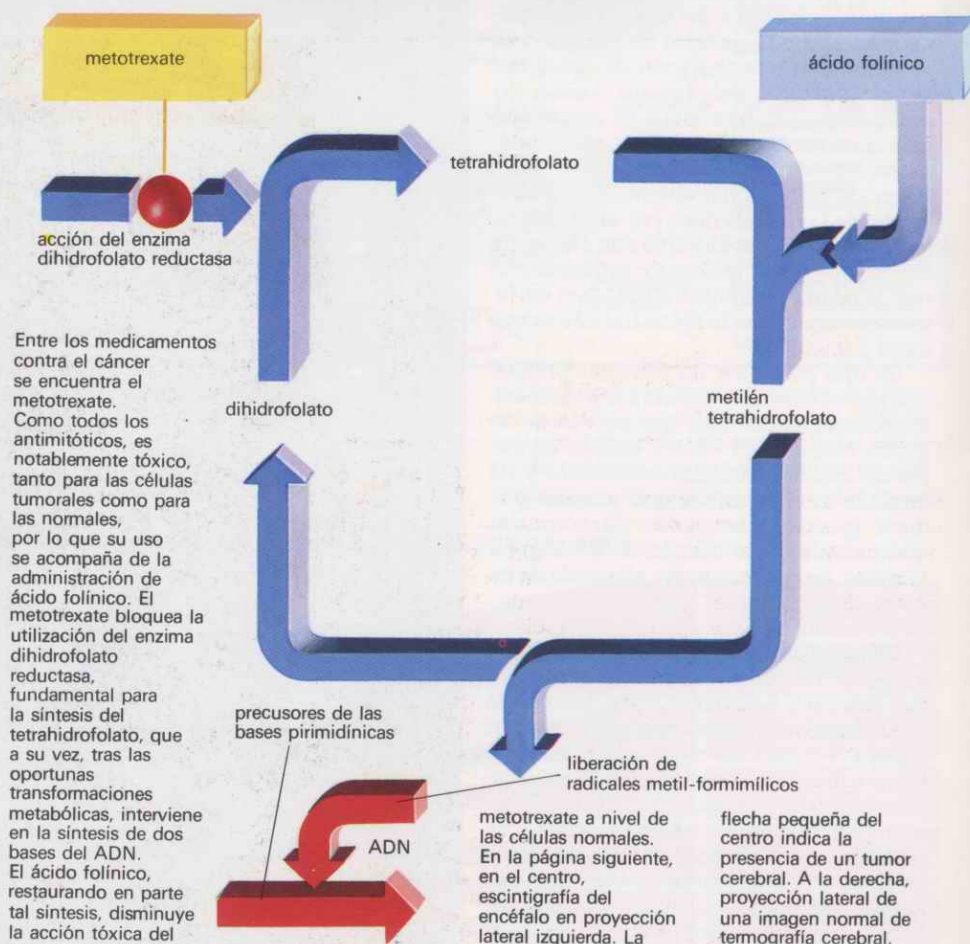 metotrexate
ácido folínico
tetrahidrofolato
acción del enzima
dihidrofolato reductasa
dihidrofolato
metilén
tetrahidrofolato
Entre los medicamentos
contra el cáncer
se encuentra el
metotrexate.
Como todos los
antimitóticos, es
notablemente tóxico,
tanto para las células
tumorales como para
las normales,
por lo que su uso
se acompaña de la
administración de
ácido folínico. El
metotrexate bloquea la
utilización del enzima
dihidrofolato
reductasa,
fundamental para
la síntesis del
tetrahidrofolato, que
a su vez, tras las
oportunas
transformaciones
metabólicas, interviene
en la síntesis de dos
bases del ADN.
El ácido folínico,
restaurando en parte
tal síntesis, disminuye
la acción tóxica del
precusores de las
bases pirimidínicas
liberación de
radicales metil-formimílicos
ADN
metotrexate a nivel de
las células normales.
En la página siguiente,
en el centro,
escintigrafía del
encéfalo en proyección
lateral izquierda. La
flecha pequeña del
centro indica la
presencia de un tumor
cerebral. A la derecha,
proyección lateral de
una imagen normal de
termografía cerebral.